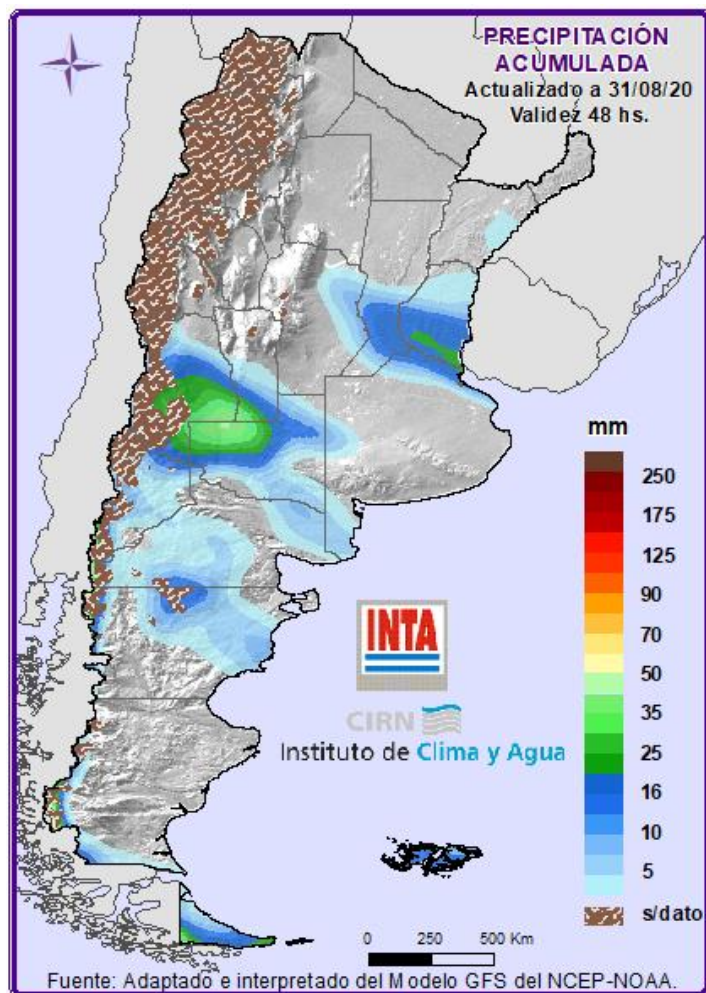 PRECIPITACIÓN
ACUMULADA
Actualizado a 31/08/20
Validez 48 hs.
mm
250
175
125
90
70
50
35
25
16
10
5
s/dato
INTA
CIRN
Instituto de Clima y Agua
0 250 500 Km
Fuente: Adaptado e interpretado del Modelo GFS del NCEP-NOAA.